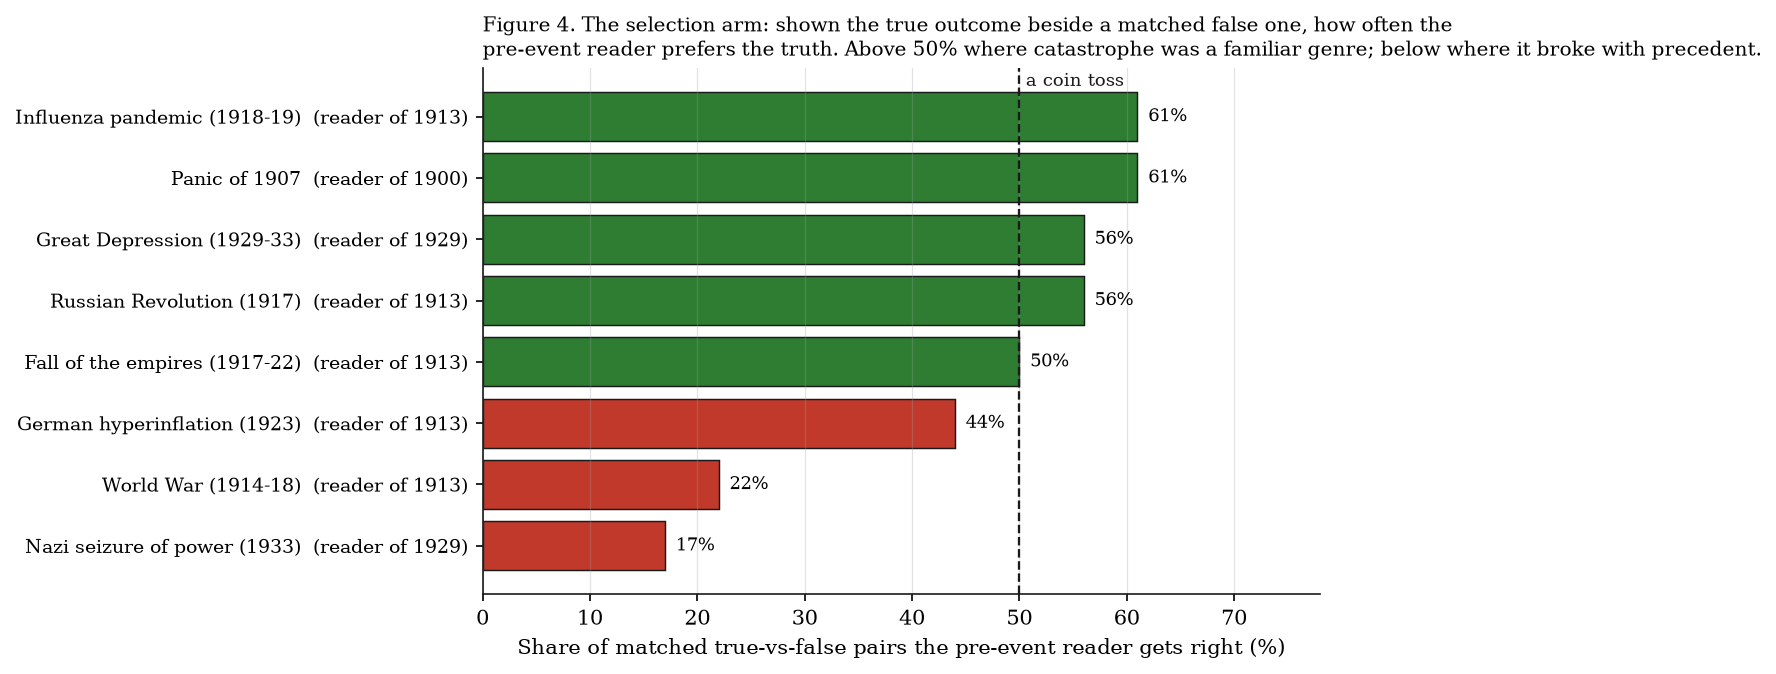 Figure 4. The selection arm: shown the true outcome beside a matched false one, how often the
pre-event reader prefers the truth. Above 50% where catastrophe was a familiar genre; below where it broke with precedent.
a coin toss
Influenza pandemic (1918-19)  (reader of 1913)
61%
Panic of 1907  (reader of 1900)
61%
Great Depression (1929-33)  (reader of 1929)
56%
Russian Revolution (1917)  (reader of 1913)
56%
Fall of the empires (1917-22)  (reader of 1913)
50%
German hyperinflation (1923)  (reader of 1913)
44%
World War (1914-18)  (reader of 1913)
22%
Nazi seizure of power (1933)  (reader of 1929)
17%
0 10 20 30 40 50 60 70
Share of matched true-vs-false pairs the pre-event reader gets right (%)